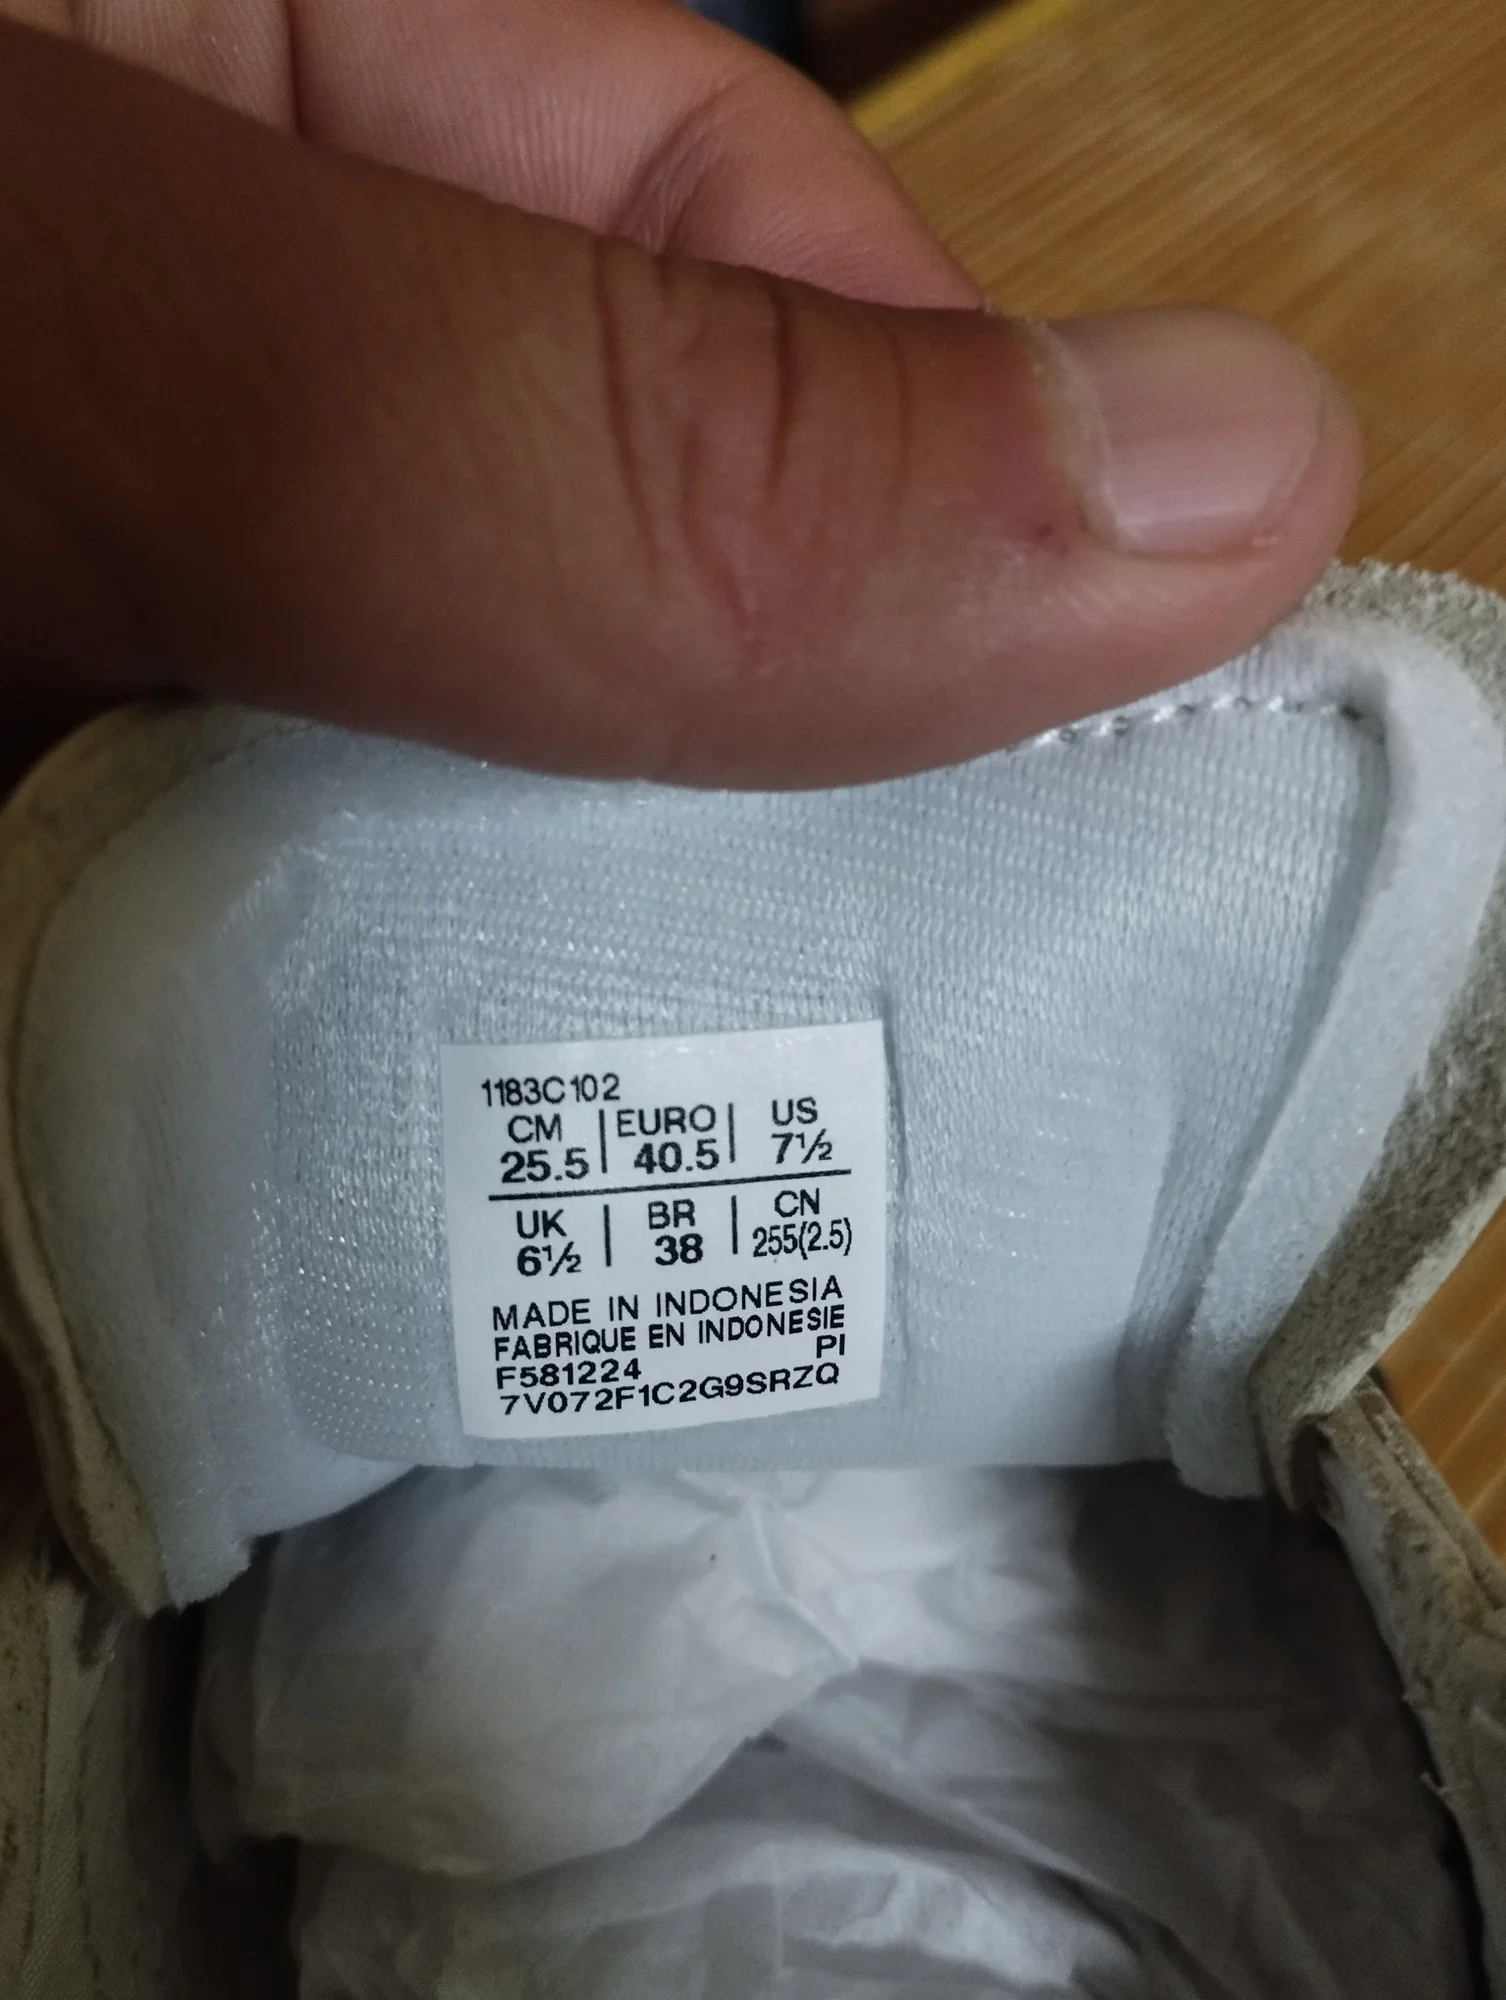 1183C102
CM | EURO | US
25.5 | 40.5 | 7½
UK | BR | CN
6½ | 38 | 255(2.5)
MADE IN INDONESIA
FABRIQUE EN INDONESIE
F581224 PI
7V072F1C2G9SRZQ